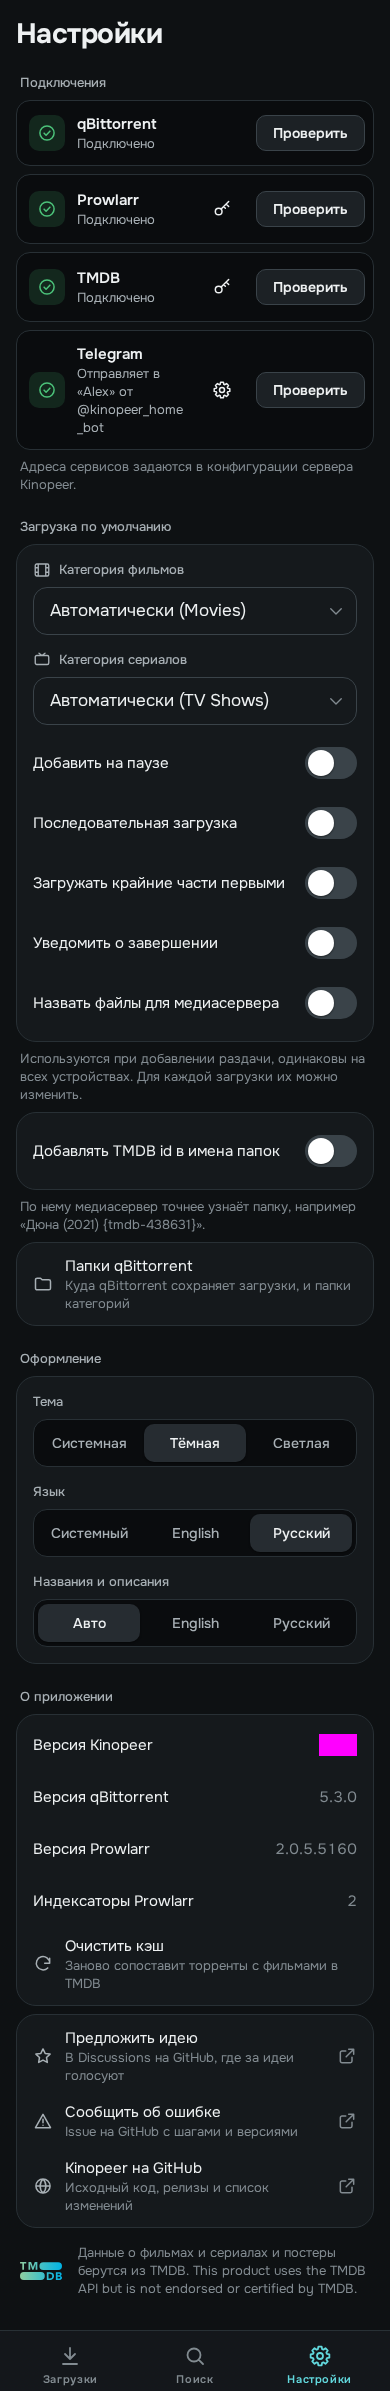 Настройки
Подключения
qBittorrent
Подключено
Проверить
Prowlarr
Подключено
Проверить
TMDB
Подключено
Проверить
Telegram
Отправляет в
«Alex» от
@kinopeer_home
_bot
Проверить
Адреса сервисов задаются в конфигурации сервера
Kinopeer.
Загрузка по умолчанию
Категория фильмов
Автоматически (Movies)
Категория сериалов
Автоматически (TV Shows)
Добавить на паузе
Последовательная загрузка
Загружать крайние части первыми
Уведомить о завершении
Назвать файлы для медиасервера
Используются при добавлении раздачи, одинаковы на
всех устройствах. Для каждой загрузки их можно
изменить.
Добавлять TMDB id в имена папок
По нему медиасервер точнее узнаёт папку, например
«Дюна (2021) {tmdb-438631}».
Папки qBittorrent
Куда qBittorrent сохраняет загрузки, и папки
категорий
Оформление
Тема
Системная Тёмная Светлая
Язык
Системный English Русский
Названия и описания
Авто English Русский
О приложении
Версия Kinopeer
Версия qBittorrent 5.3.0
Версия Prowlarr 2.0.5.5160
Индексаторы Prowlarr 2
Очистить кэш
Заново сопоставит торренты с фильмами в
TMDB
Предложить идею
В Discussions на GitHub, где за идеи
голосуют
Сообщить об ошибке
Issue на GitHub с шагами и версиями
Kinopeer на GitHub
Исходный код, релизы и список
изменений
TMDB
Данные о фильмах и сериалах и постеры
берутся из TMDB. This product uses the TMDB
API but is not endorsed or certified by TMDB.
Загрузки Поиск Настройки